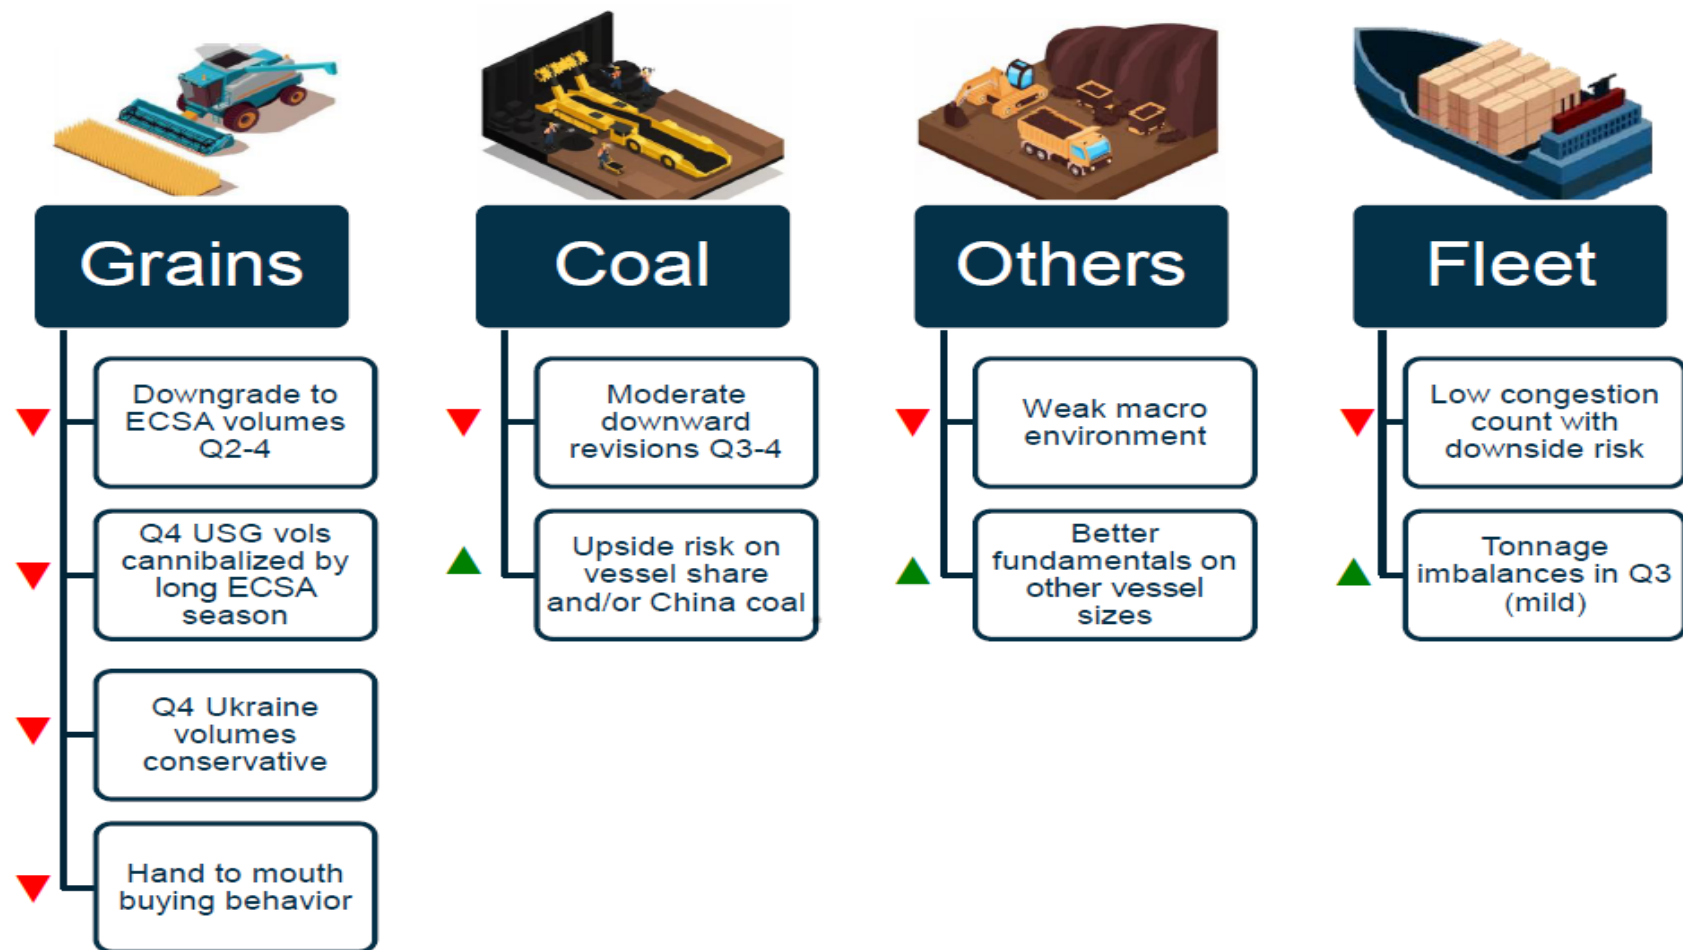 Grains
Downgrade to
ECSA volumes
Q2-4
Q4 USG vols
cannibalized by
long ECSA
season
Q4 Ukraine
volumes
conservative
Hand to mouth
buying behavior
Coal
Moderate
downward
revisions Q3-4
Upside risk on
vessel share
and/or China coal
Others
Weak macro
environment
Better
fundamentals on
other vessel
sizes
Fleet
Low congestion
count with
downside risk
Tonnage
imbalances in Q3
(mild)